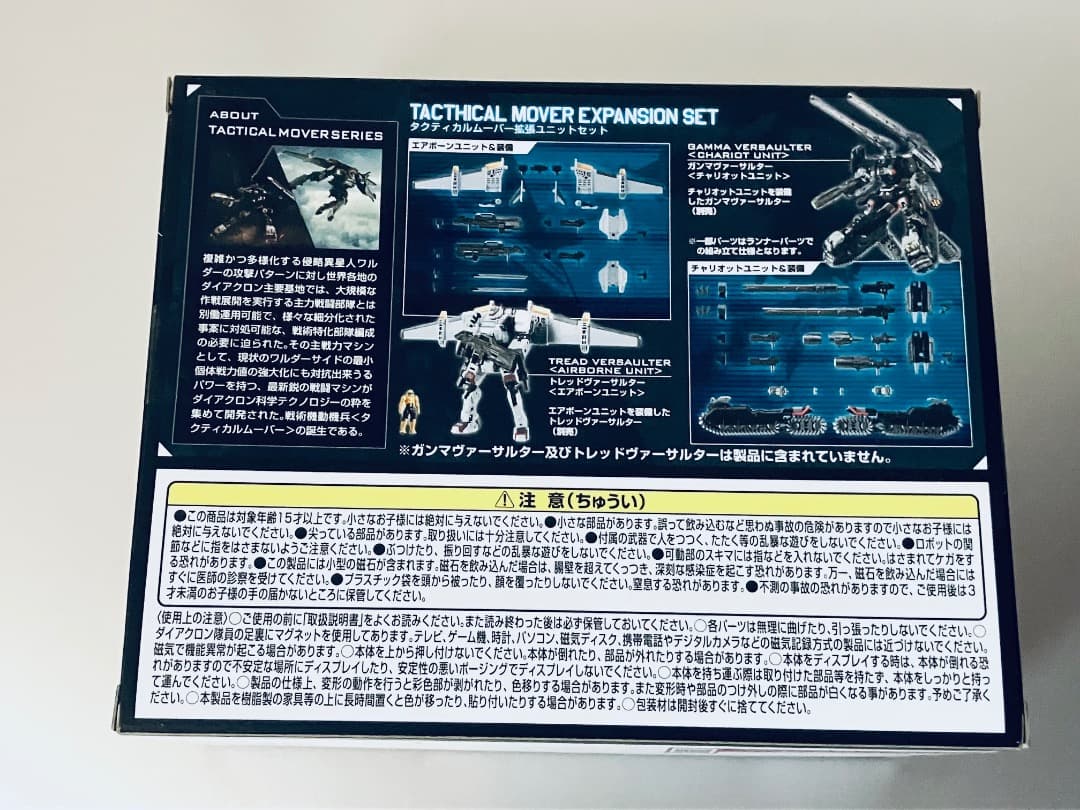 ABOUT
TACTICAL MOVER SERIES
複雑かつ多様化する侵略異星人ワル
ダーの攻撃パターンに対し世界各地の
ダイアクロン主要基地では、大規模な
作戦展開を実行する主力戦闘部隊とは
別働運用可能で、様々な細分化された
事案に対処可能な、戦術特化部隊編成
の必要に迫られた。その主戦力マシン
として、現状のワルダーサイドの最小
個体戦力値の強大化にも対抗出来うる
パワーを持つ、最新鋭の戦闘マシンが
ダイアクロン科学テクノロジーの粋を
集めて開発された。戦術機動機兵<タ
クティカルムーバー>の誕生である。
TACTHICAL MOVER EXPANSION SET
タクティカルムーバー拡張ユニットセット
エアボーンユニット&装備
TREAD VERSAULTER
<AIRBORNE UNIT>
トレッドヴァーサルター
<エアボーンユニット>
エアボーンユニットを装備した
トレッドヴァーサルター
(別売)
GAMMA VERSAULTER
<CHARIOT UNIT>
ガンマヴァーサルター
<チャリオットユニット>
チャリオットユニットを装備
したガンマヴァーサルター
(別売)
※一部パーツはランナーパーツで
の組み立て仕様となります。
チャリオットユニット&装備
※ガンマヴァーサルター及びトレッドヴァーサルターは製品に含まれていません。
⚠注 意(ちゅうい)
●この商品は対象年齢15才以上です。小さなお子様には絶対に与えないでください。●小さな部品があります。誤って飲み込むなど思わぬ事故の危険がありますので小さなお子様には
絶対に与えないでください。●尖っている部品があります。取り扱いには十分注意してください。●付属の武器で人をつつく、たたく等の乱暴な遊びをしないでください。●ロボットの関
節などに指をはさまないようご注意ください。●ぶつけたり、振り回すなどの乱暴な遊びをしないでください。●可動部のスキマには指などを入れないでください。はさまれてケガをす
る恐れがあります。●この製品には小型の磁石が含まれます。磁石を飲み込んだ場合は、腸壁を超えてくっつき、深刻な感染症を起こす恐れがあります。万一、磁石を飲み込んだ場合には
すぐに医師の診察を受けてください。●プラスチック袋を頭から被ったり、顔を覆ったりしないでください。窒息する恐れがあります。●不測の事故の恐れがありますので、ご使用後は3
才未満のお子様の手の届かないところに保管してください。
〈使用上の注意〉○ご使用の前に「取扱説明書」をよくお読みください。また読み終わった後は必ず保管しておいてください。○各パーツは無理に曲げたり、引っ張ったりしないでください。○
ダイアクロン隊員の足裏にマグネットを使用してあります。テレビ、ゲーム機、時計、パソコン、磁気ディスク、携帯電話やデジタルカメラなどの磁気記録方式の製品には近づけないでください。
磁気で機能異常が起こる場合があります。○本体を上から押し付けないでください。本体が倒れたり、部品が外れたりする場合があります。○本体をディスプレイする時は、本体が倒れる恐
れがありますので不安定な場所にディスプレイしたり、安定性の悪いポージングでディスプレイしないでください。○本体を持ち運ぶ際は取り付けた部品等を持たず、本体をしっかりと持っ
て運んでください。○製品の仕様上、変形の動作を行うと彩色部が剥がれたり、色移りする場合があります。また変形時や部品のつけ外しの際に部品が白くなる事があります。予めご了承く
ださい。○本製品を樹脂製の家具等の上に長時間置くと色が移ったり、貼り付いたりする場合があります。○包装材は開封後すぐに捨ててください。